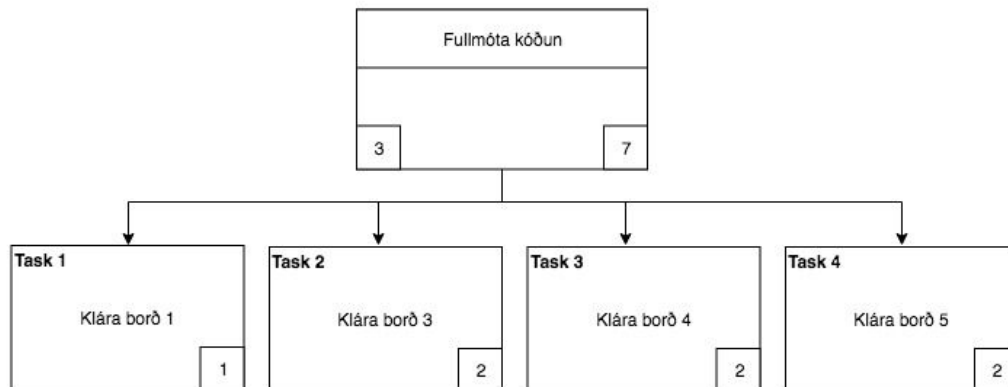 Fullmóta kóðun
3
7
Task 1
Klára borð 1
1
Task 2
Klára borð 3
2
Task 3
Klára borð 4
2
Task 4
Klára borð 5
2